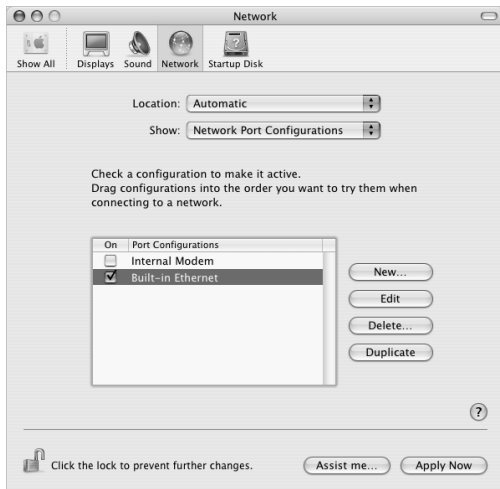 Network
Show All Displays Sound Network Startup Disk
Location: Automatic
Show: Network Port Configurations
Check a configuration to make it active.
Drag configurations into the order you want to try them when
connecting to a network.
On Port Configurations
Internal Modem
Built-in Ethernet
New...
Edit
Delete...
Duplicate
?
Click the lock to prevent further changes. Assist me... Apply Now